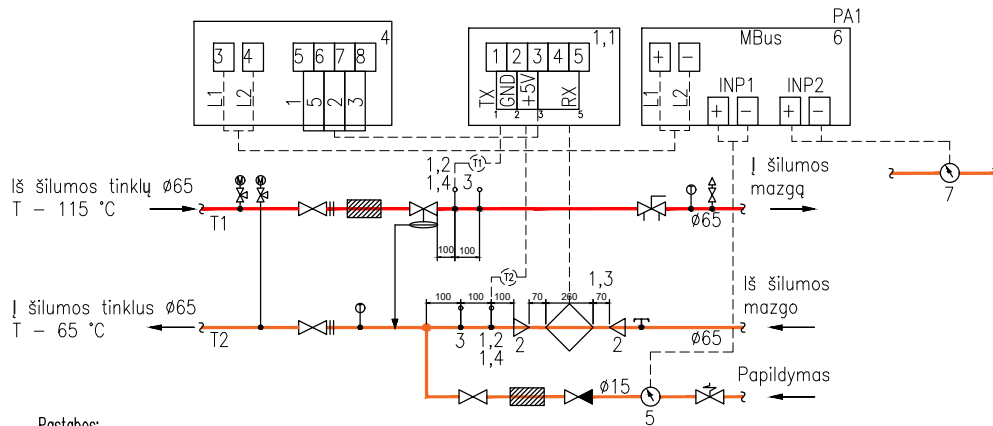 PA1
4
1,1
MBus
6
3 4
5 6 7 8
1 2 3 4 5
+ -
INP1 INP2
L1 L2
1 5 2 3
TX GND +5V RX
1 2 3 5
L1 L2
+ - + -
Iš šilumos tinklų ø65
T - 115 °C
M M
1,2 T1
1,4 3
Į šilumos
mazgą
7
T1
ø65
100 100
Į šilumos tinklus ø65
T - 65 °C
T2
100 100 100 70 260 70
1,3
Iš šilumos
mazgo
T2
3
1,2
1,4
2
2
ø65
ø15
Papildymas
5
Pastabos: